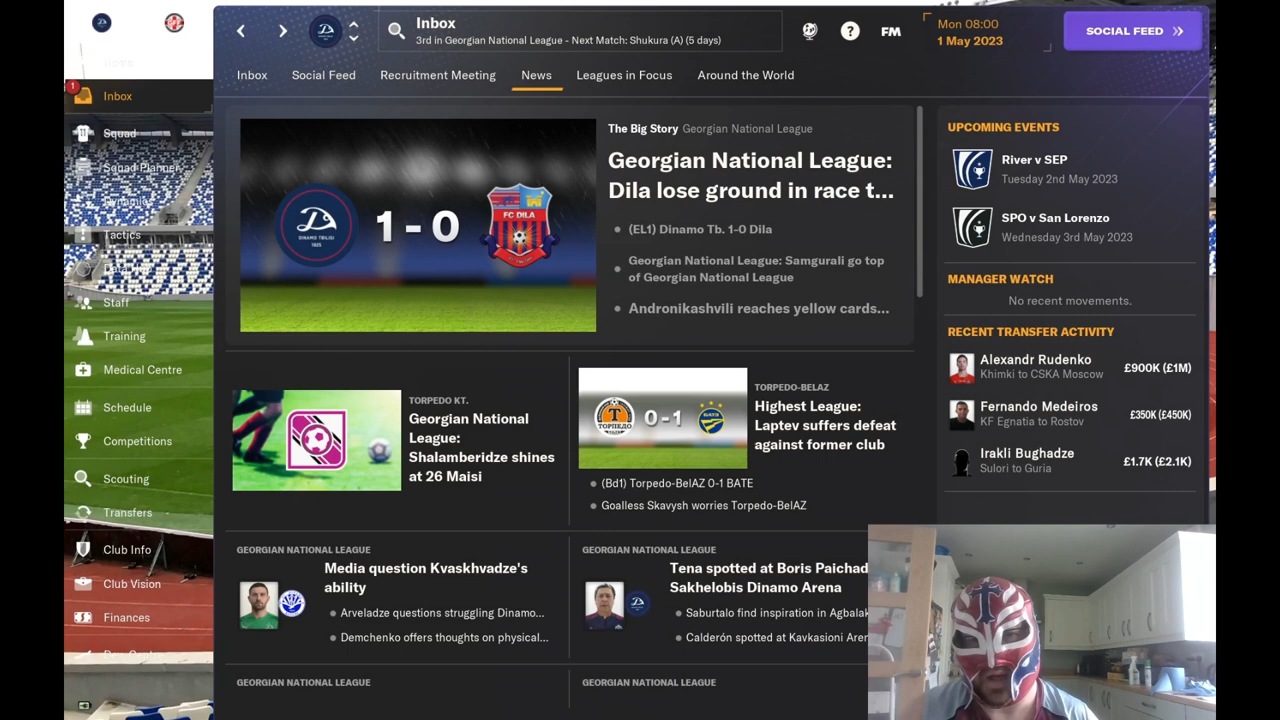 Inbox
3rd in Georgian National League - Next Match: Shukura (A) (5 days)
FM
Mon 08:00
1 May 2023
SOCIAL FEED
Inbox
Social Feed
Recruitment Meeting
News
Leagues in Focus
Around the World
1
Inbox
Squad
Squad Planner
Dynamics
Tactics
Data Hub
Staff
Training
Medical Centre
Schedule
Competitions
Scouting
Transfers
Club Info
Club Vision
Finances
DINAMO TBILISI
1925
1 - 0
FC DILA
The Big Story Georgian National League
Georgian National League:
Dila lose ground in race t...
(EL1) Dinamo Tb. 1-0 Dila
Georgian National League: Samgurali go top
of Georgian National League
Andronikashvili reaches yellow cards...
TORPEDO KT.
Georgian National
League:
Shalamberidze shines
at 26 Maisi
ТОРПЕДО
0-1
TORPEDO-BELAZ
Highest League:
Laptev suffers defeat
against former club
(Bd1) Torpedo-BelAZ 0-1 BATE
Goalless Skavysh worries Torpedo-BelAZ
GEORGIAN NATIONAL LEAGUE
Media question Kvaskhvadze's
ability
Arveladze questions struggling Dinamo...
Demchenko offers thoughts on physical...
GEORGIAN NATIONAL LEAGUE
Tena spotted at Boris Paichad
Sakhelobis Dinamo Arena
Saburtalo find inspiration in Agbalak
Calderón spotted at Kavkasioni Aren
GEORGIAN NATIONAL LEAGUE
GEORGIAN NATIONAL LEAGUE
UPCOMING EVENTS
River v SEP
Tuesday 2nd May 2023
SPO v San Lorenzo
Wednesday 3rd May 2023
MANAGER WATCH
No recent movements.
RECENT TRANSFER ACTIVITY
Alexandr Rudenko
Khimki to CSKA Moscow
£900K (£1M)
Fernando Medeiros
KF Egnatia to Rostov
£350K (£450K)
Irakli Bughadze
Sulori to Guria
£1.7K (£2.1K)